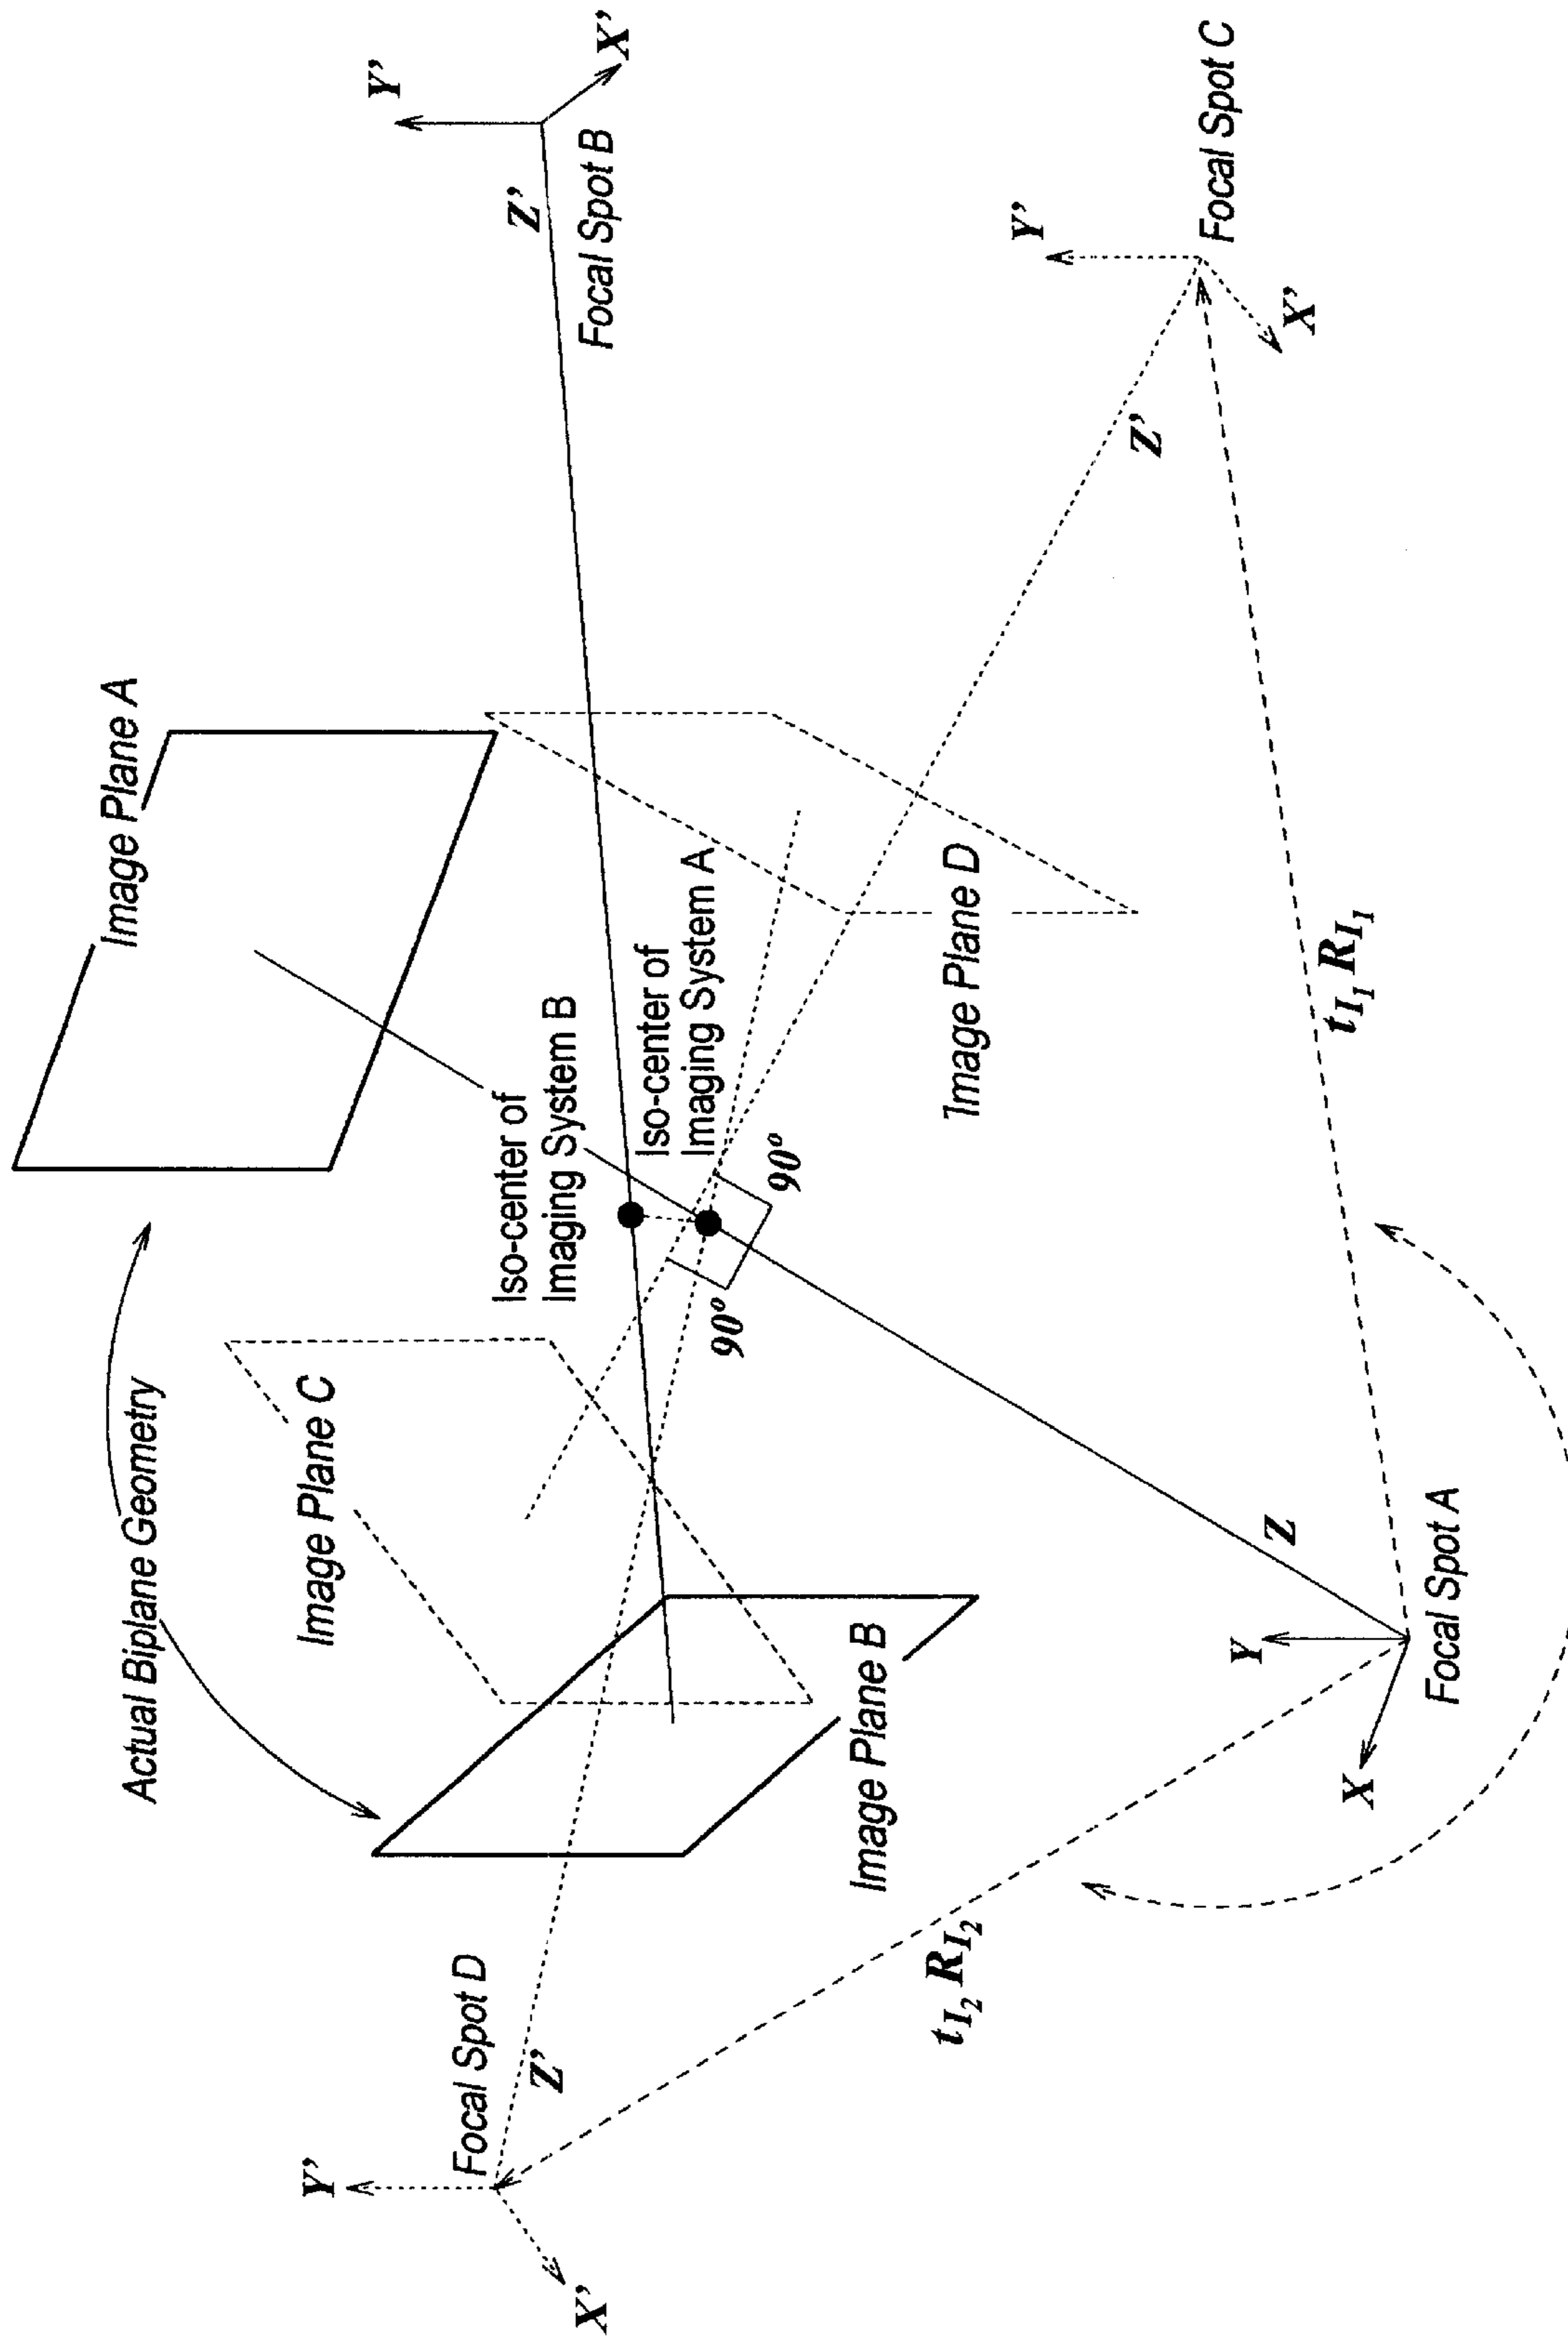 Image Plane A
Actual Biplane Geometry
Image Plane C
Y'
Y'
Focal Spot D
Iso-center of
Imaging System B
Z'
Z'
X'
Focal Spot B
X'
Iso-center of
Imaging System A
90°
90°
Image Plane B
t_{I_2} R_{I_2}
Image Plane D
Y'
Z'
Focal Spot C
Y
Z
X'
t_{I_1} R_{I_1}
X
Focal Spot A